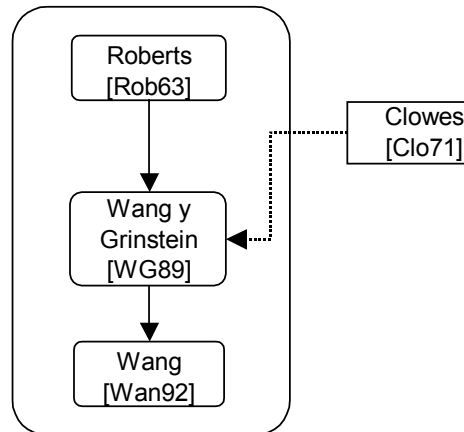 Roberts
[Rob63]
Clowes
[Clo71]
Wang y
Grinstein
[WG89]
Wang
[Wan92]